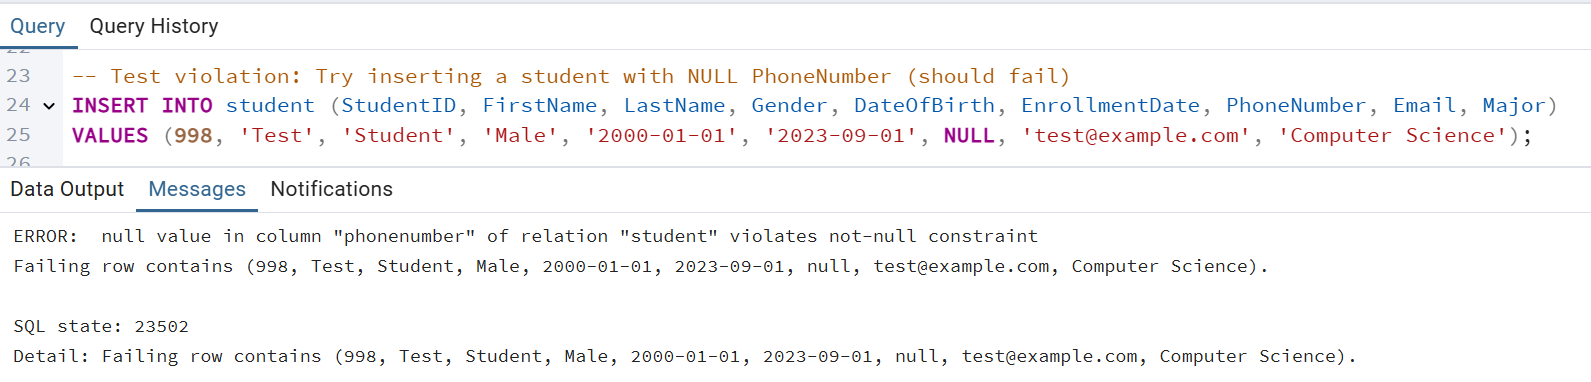 Query Query History
22
23 -- Test violation: Try inserting a student with NULL PhoneNumber (should fail)
24 INSERT INTO student (StudentID, FirstName, LastName, Gender, DateOfBirth, EnrollmentDate, PhoneNumber, Email, Major)
25 VALUES (998, 'Test', 'Student', 'Male', '2000-01-01', '2023-09-01', NULL, 'test@example.com', 'Computer Science');
26
Data Output Messages Notifications
ERROR:  null value in column "phonenumber" of relation "student" violates not-null constraint
Failing row contains (998, Test, Student, Male, 2000-01-01, 2023-09-01, null, test@example.com, Computer Science).
SQL state: 23502
Detail: Failing row contains (998, Test, Student, Male, 2000-01-01, 2023-09-01, null, test@example.com, Computer Science).